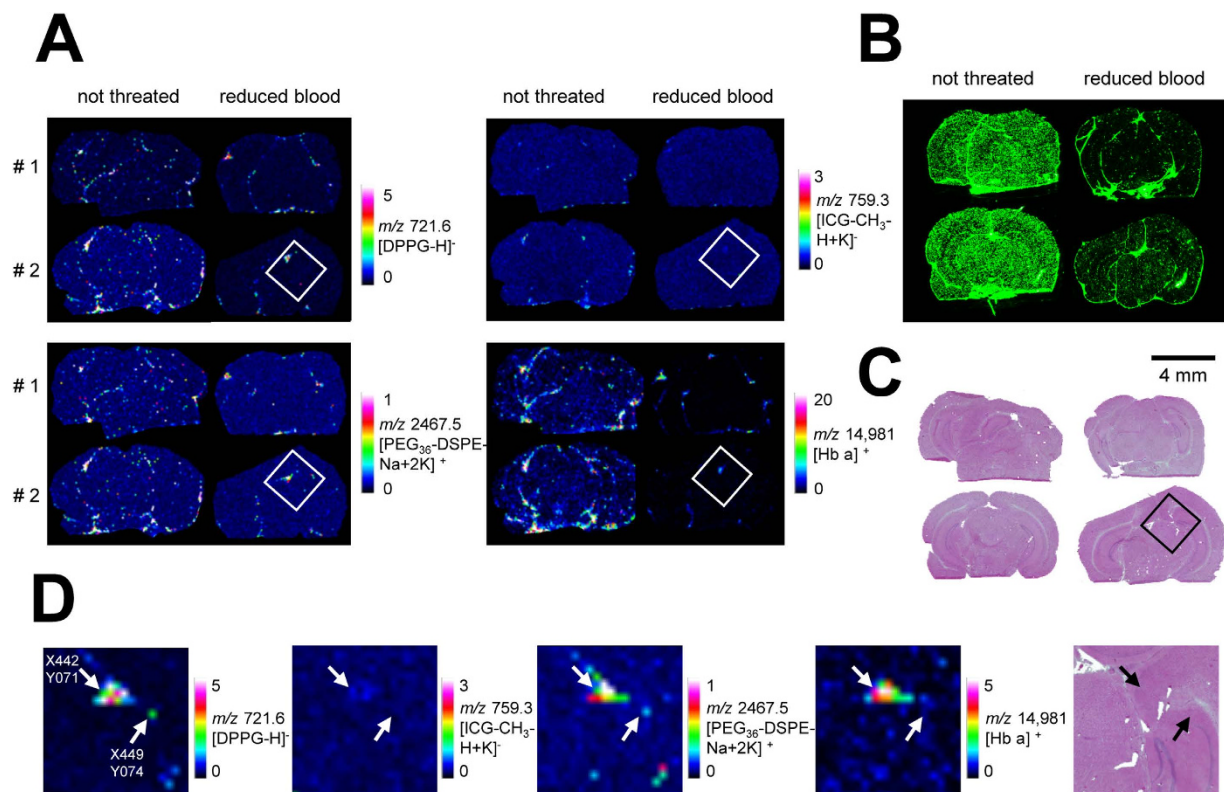 A
B
not threated
reduced blood
not threated
reduced blood
not threated
reduced blood
# 1
# 2
5
m/z 721.6
[DPPG-H]-
0
3
m/z 759.3
[ICG-CH3-
H+K]-
0
# 1
# 2
1
m/z 2467.5
[PEG36-DSPE-
Na+2K] +
0
20
m/z 14,981
[Hb a] +
0
C
4 mm
D
X442
Y071
X449
Y074
5
m/z 721.6
[DPPG-H]-
0
3
m/z 759.3
[ICG-CH3-
H+K]-
0
1
m/z 2467.5
[PEG36-DSPE-
Na+2K] +
0
5
m/z 14,981
[Hb a] +
0